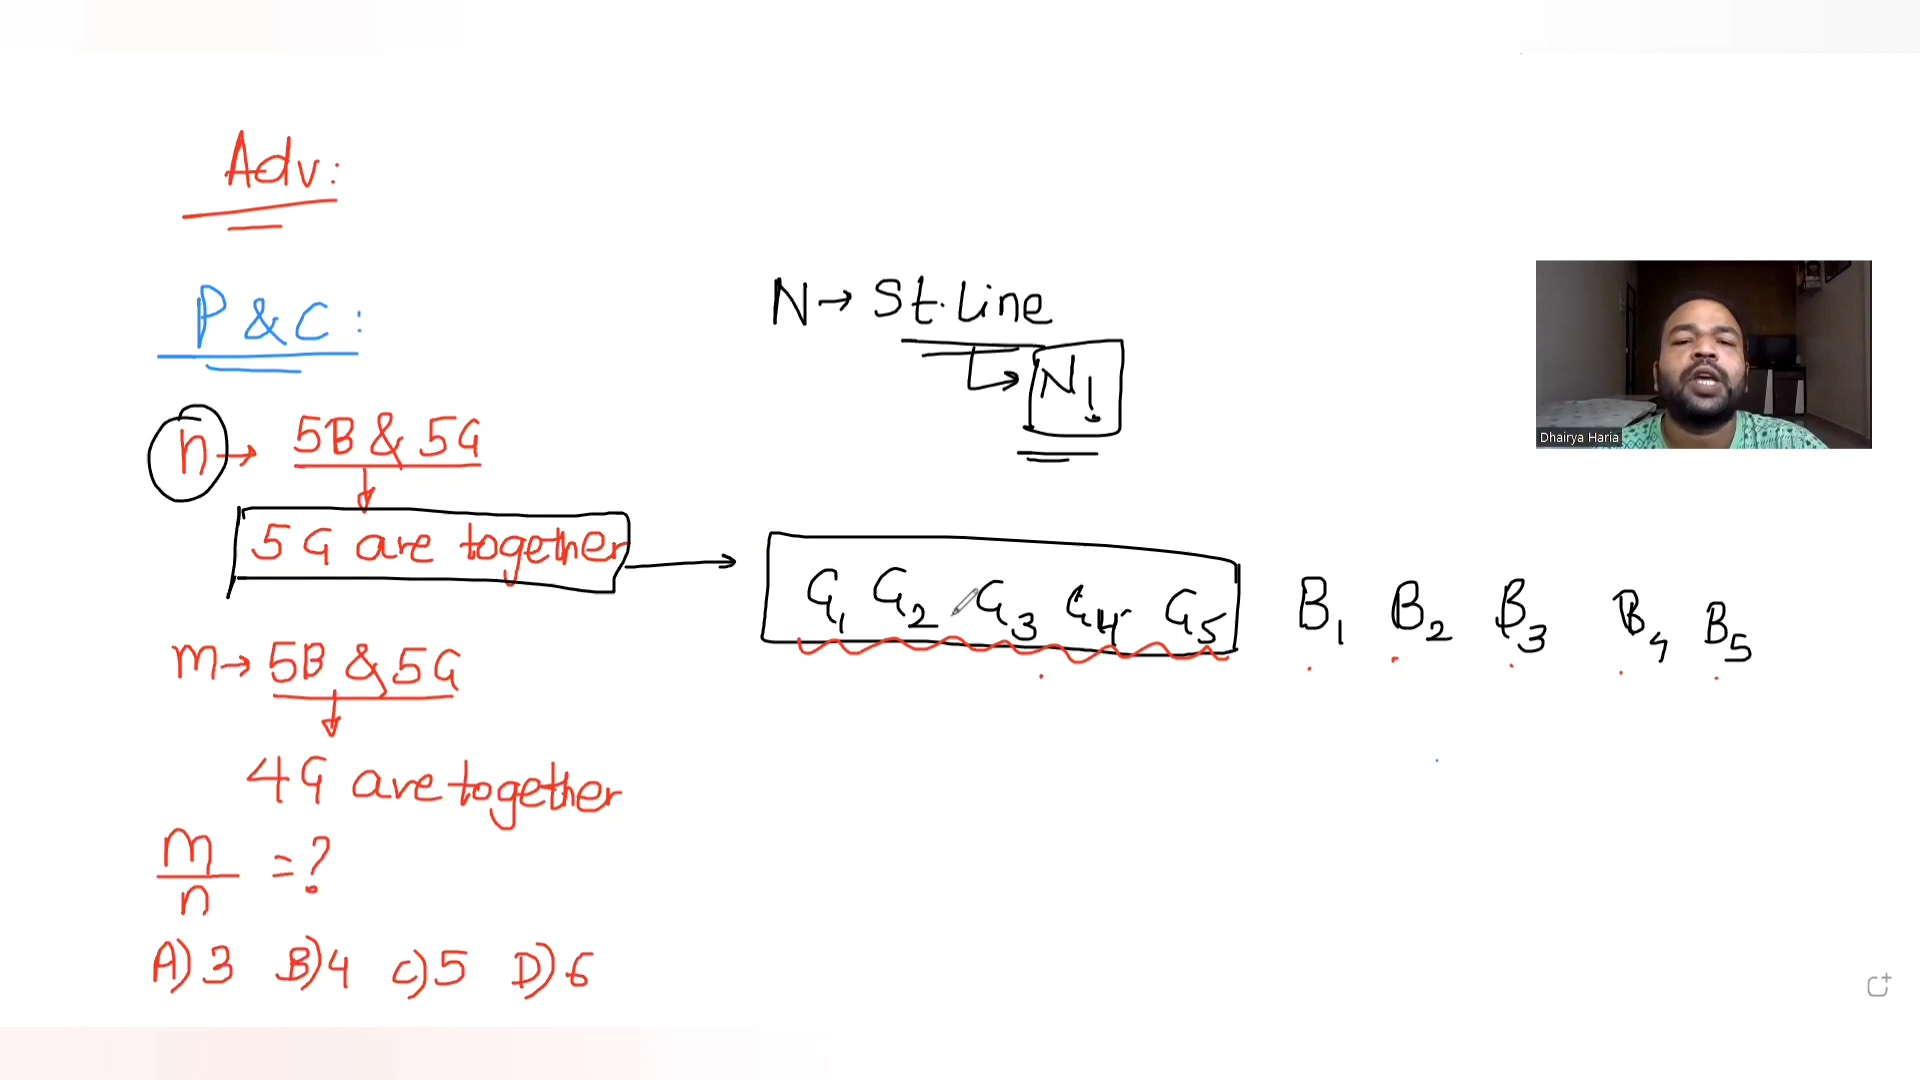 Adv:
P & C:
n → 5B & 5G
5G are together
m → 5B & 5G
4G are together
m
n
= ?
A) 3 B) 4 C) 5 D) 6
N → St. Line
N!
G1 G2 G3 G4 G5 B1 B2 B3 B4 B5
Dhairya Haria